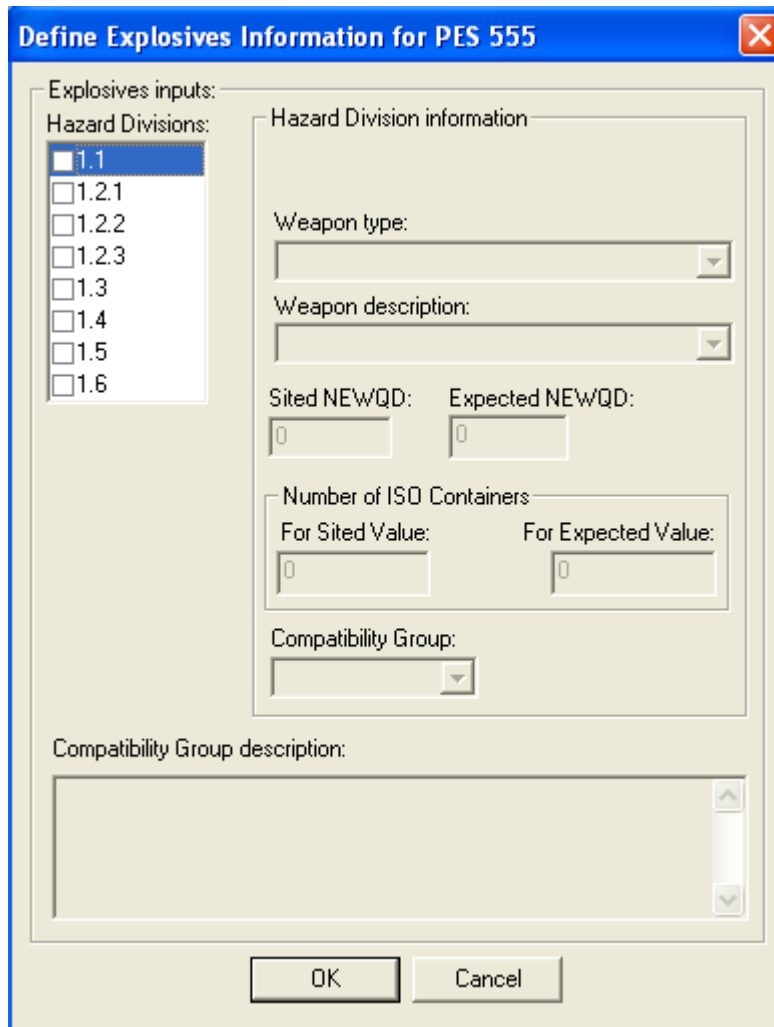 Define Explosives Information for PES 555
Explosives inputs:
Hazard Divisions:
1.1
1.2.1
1.2.2
1.2.3
1.3
1.4
1.5
1.6
Hazard Division information
Weapon type:
Weapon description:
Sited NEWQD: Expected NEWQD:
0 0
Number of ISO Containers
For Sited Value: For Expected Value:
0 0
Compatibility Group:
Compatibility Group description:
OK Cancel